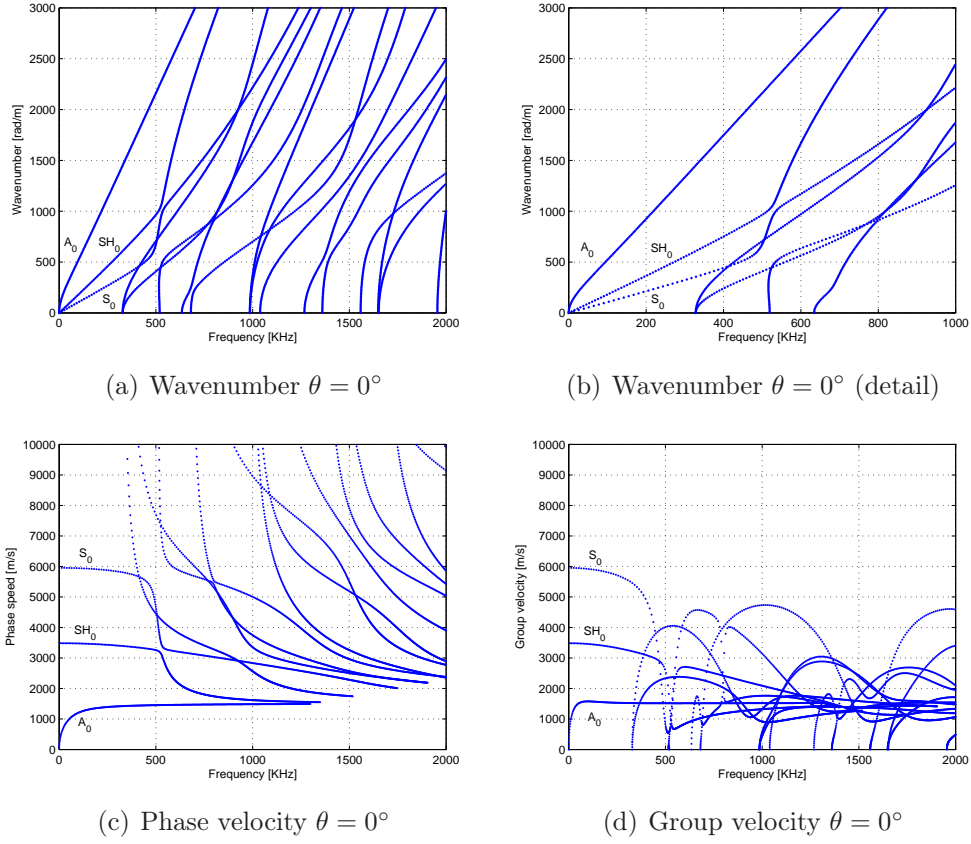 3000
2500
2000
1500
1000
500
0
Wavenumber [rad/m]
A0
SH0
S0
0 500 1000 1500 2000
Frequency [KHz]
(a) Wavenumber θ = 0°
3000
2500
2000
1500
1000
500
0
Wavenumber [rad/m]
A0
SH0
S0
0 200 400 600 800 1000
Frequency [KHz]
(b) Wavenumber θ = 0° (detail)
10000
9000
8000
7000
6000
5000
4000
3000
2000
1000
0
Phase speed [m/s]
S0
SH0
A0
0 500 1000 1500 2000
Frequency [KHz]
(c) Phase velocity θ = 0°
10000
9000
8000
7000
6000
5000
4000
3000
2000
1000
0
Group velocity [m/s]
S0
SH0
A0
0 500 1000 1500 2000
Frequency [KHz]
(d) Group velocity θ = 0°